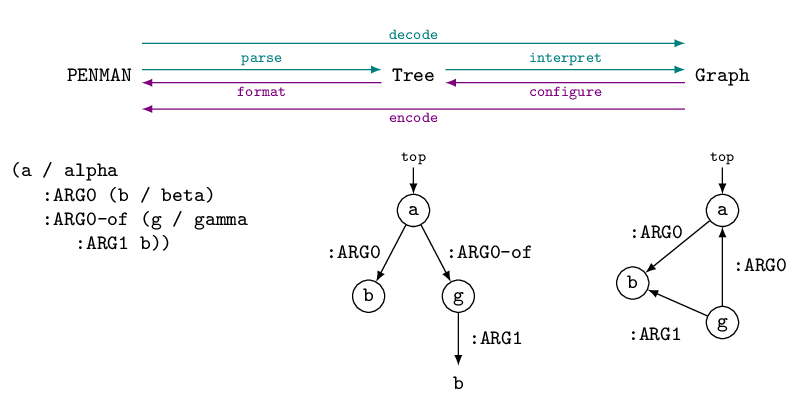 decode
parse interpret
PENMAN Tree Graph
format configure
encode
(a / alpha
:ARG0 (b / beta)
:ARG0-of (g / gamma
:ARG1 b))
top
a
:ARG0 :ARG0-of
b g
:ARG1
b
top
a
:ARG0
:ARG0
b
g
:ARG1